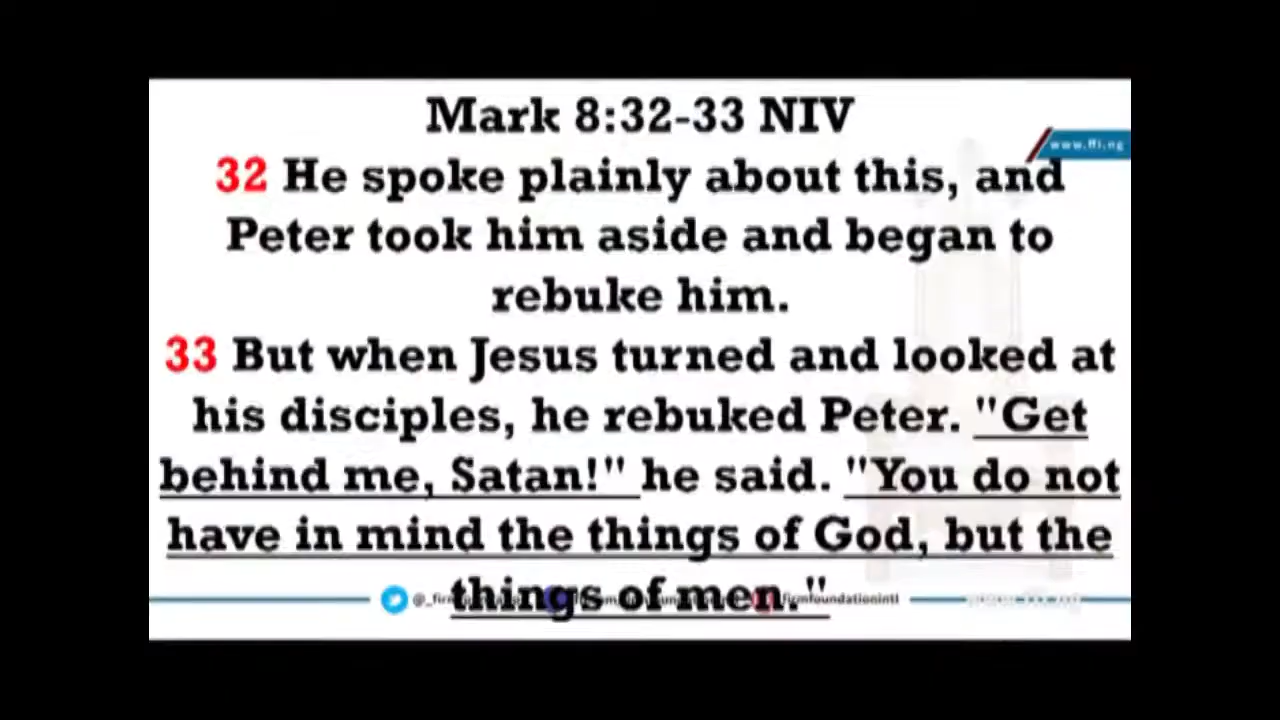 Mark 8:32-33 NIV
www.ffi.ng
32 He spoke plainly about this, and
Peter took him aside and began to
rebuke him.
33 But when Jesus turned and looked at
his disciples, he rebuked Peter. "Get
behind me, Satan!" he said. "You do not
have in mind the things of God, but the
things of men."
firmfoundationintl